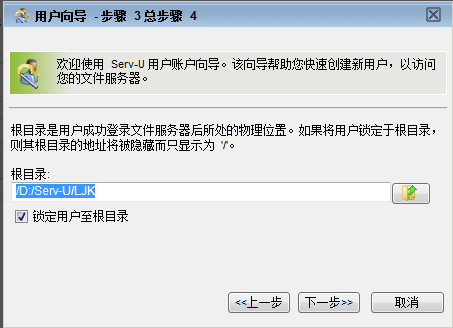 用户向导 - 步骤 3 总步骤 4
欢迎使用 Serv-U 用户账户向导。该向导帮助您快速创建新用户，以访问
您的文件服务器。
根目录是用户成功登录文件服务器后所处的物理位置。如果将用户锁定于根目录，
则其根目录的地址将被隐藏而只显示为 '/'。
根目录:
/D:/Serv-U/LJK
锁定用户至根目录
<<上一步 下一步>> 取消